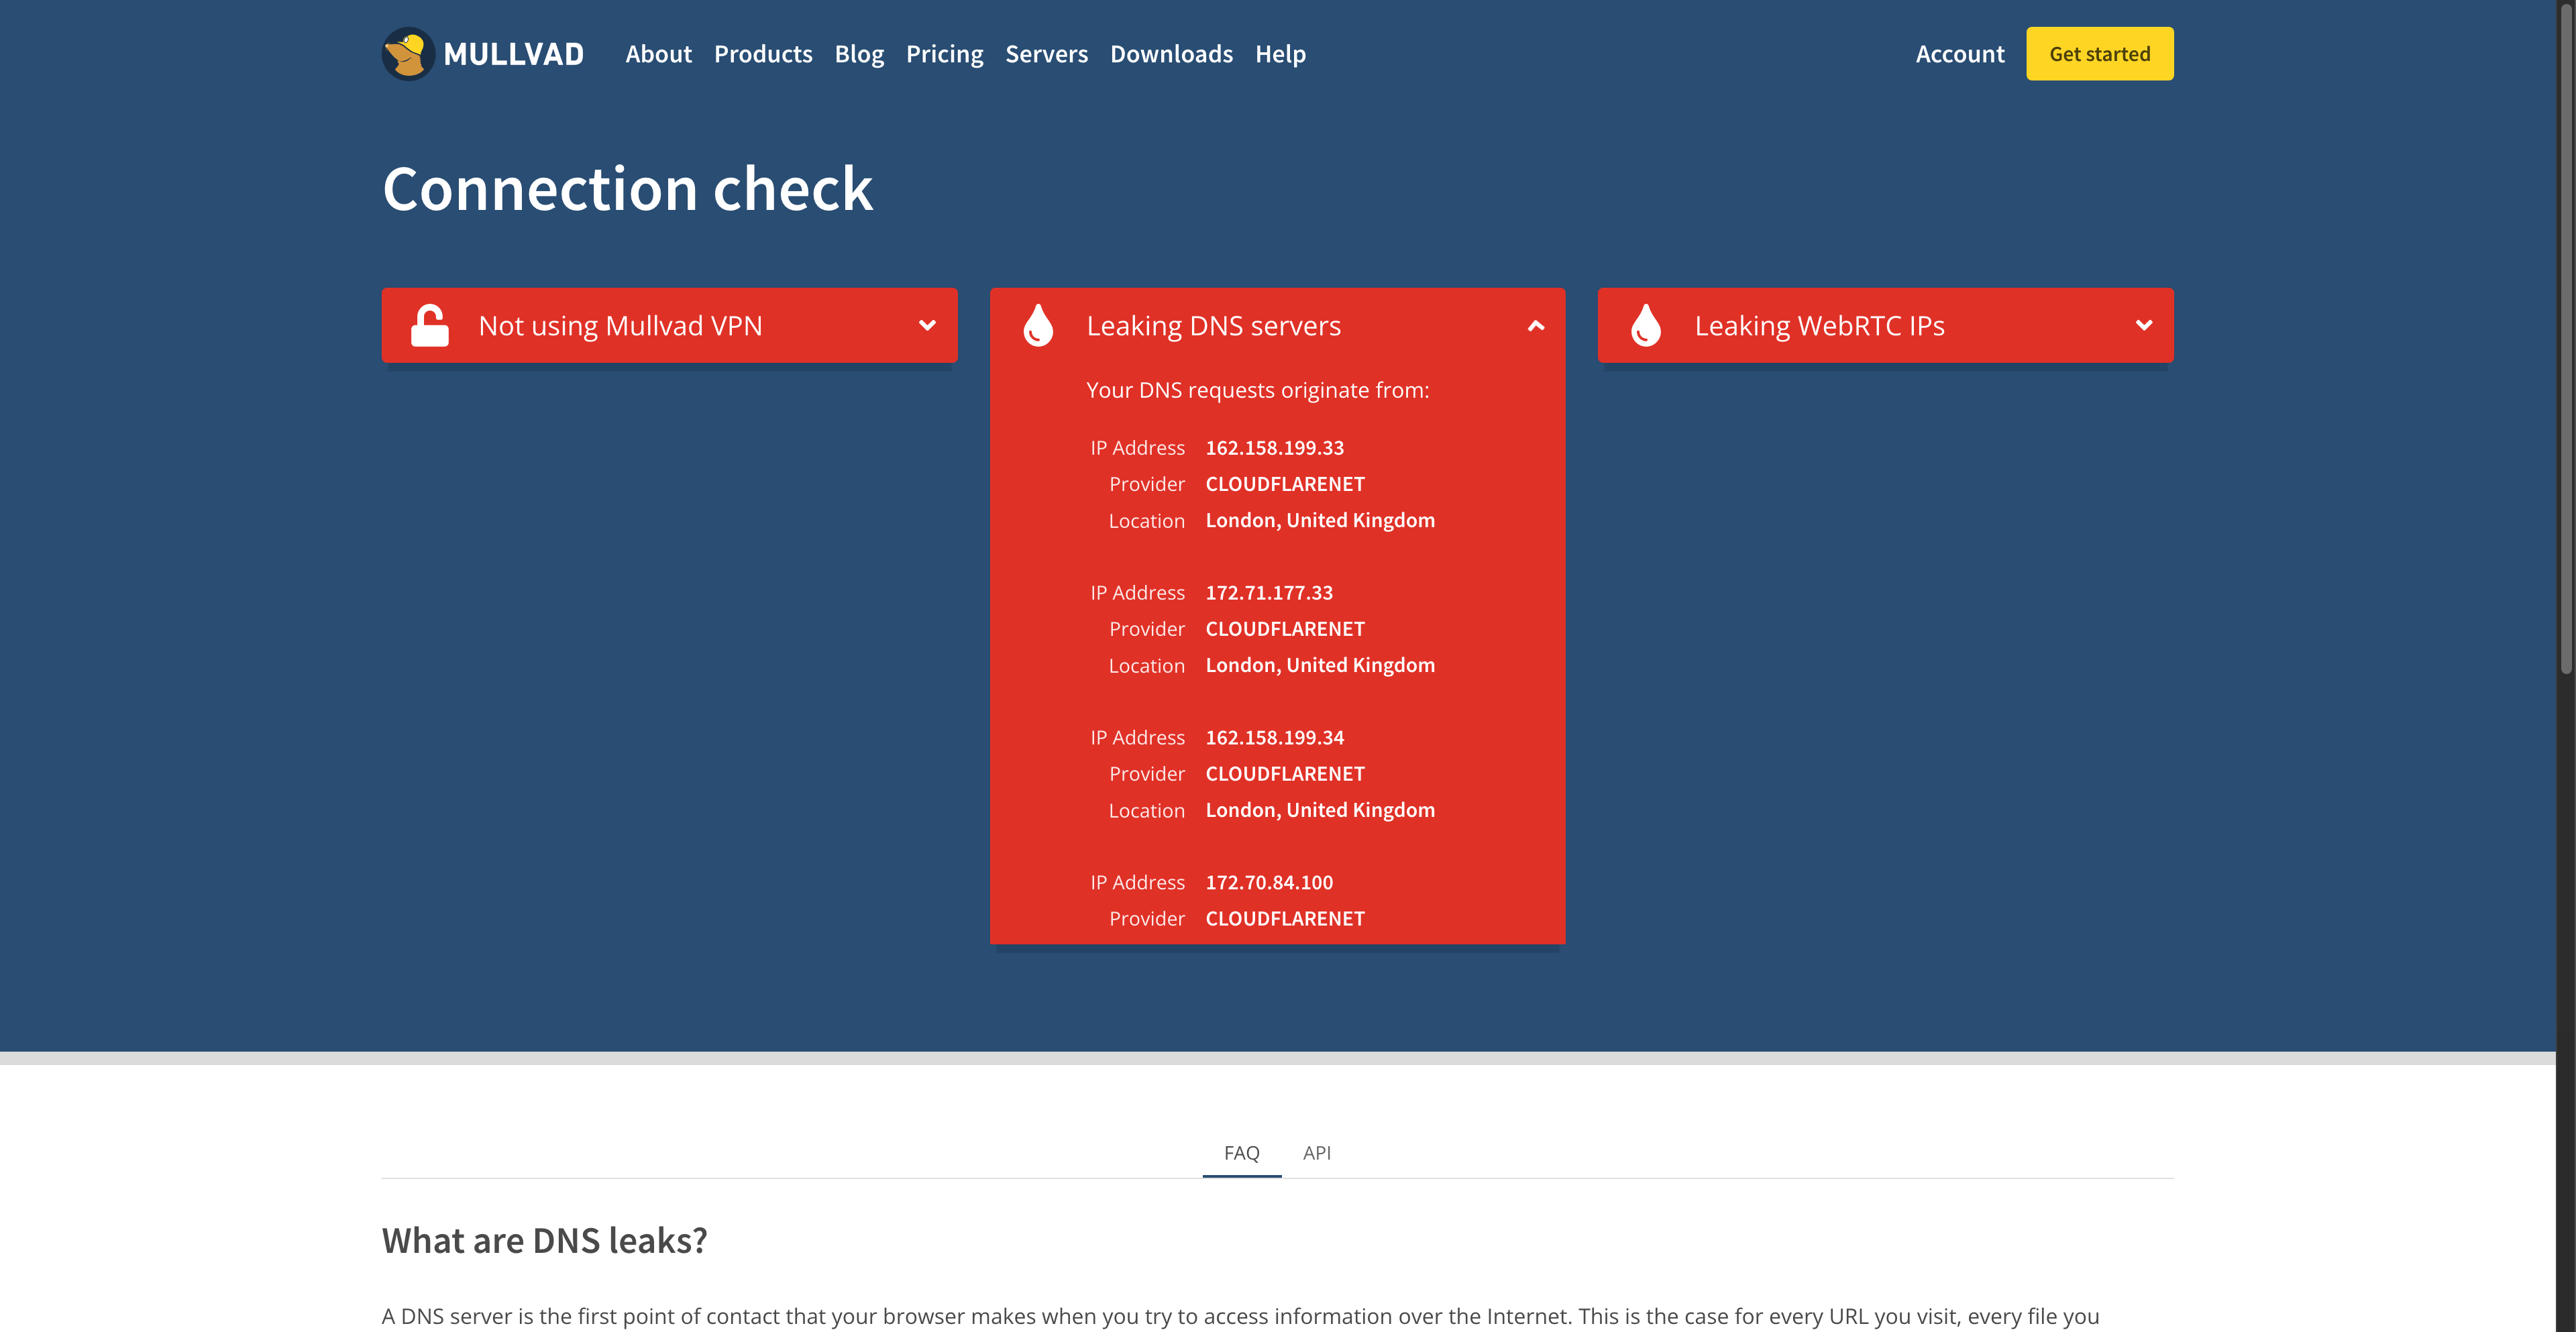 MULLVAD About Products Blog Pricing Servers Downloads Help Account Get started
Connection check
Not using Mullvad VPN
Leaking DNS servers
Your DNS requests originate from:
IP Address 162.158.199.33
Provider CLOUDFLARENET
Location London, United Kingdom
IP Address 172.71.177.33
Provider CLOUDFLARENET
Location London, United Kingdom
IP Address 162.158.199.34
Provider CLOUDFLARENET
Location London, United Kingdom
IP Address 172.70.84.100
Provider CLOUDFLARENET
Leaking WebRTC IPs
FAQ API
What are DNS leaks?
A DNS server is the first point of contact that your browser makes when you try to access information over the Internet. This is the case for every URL you visit, every file you